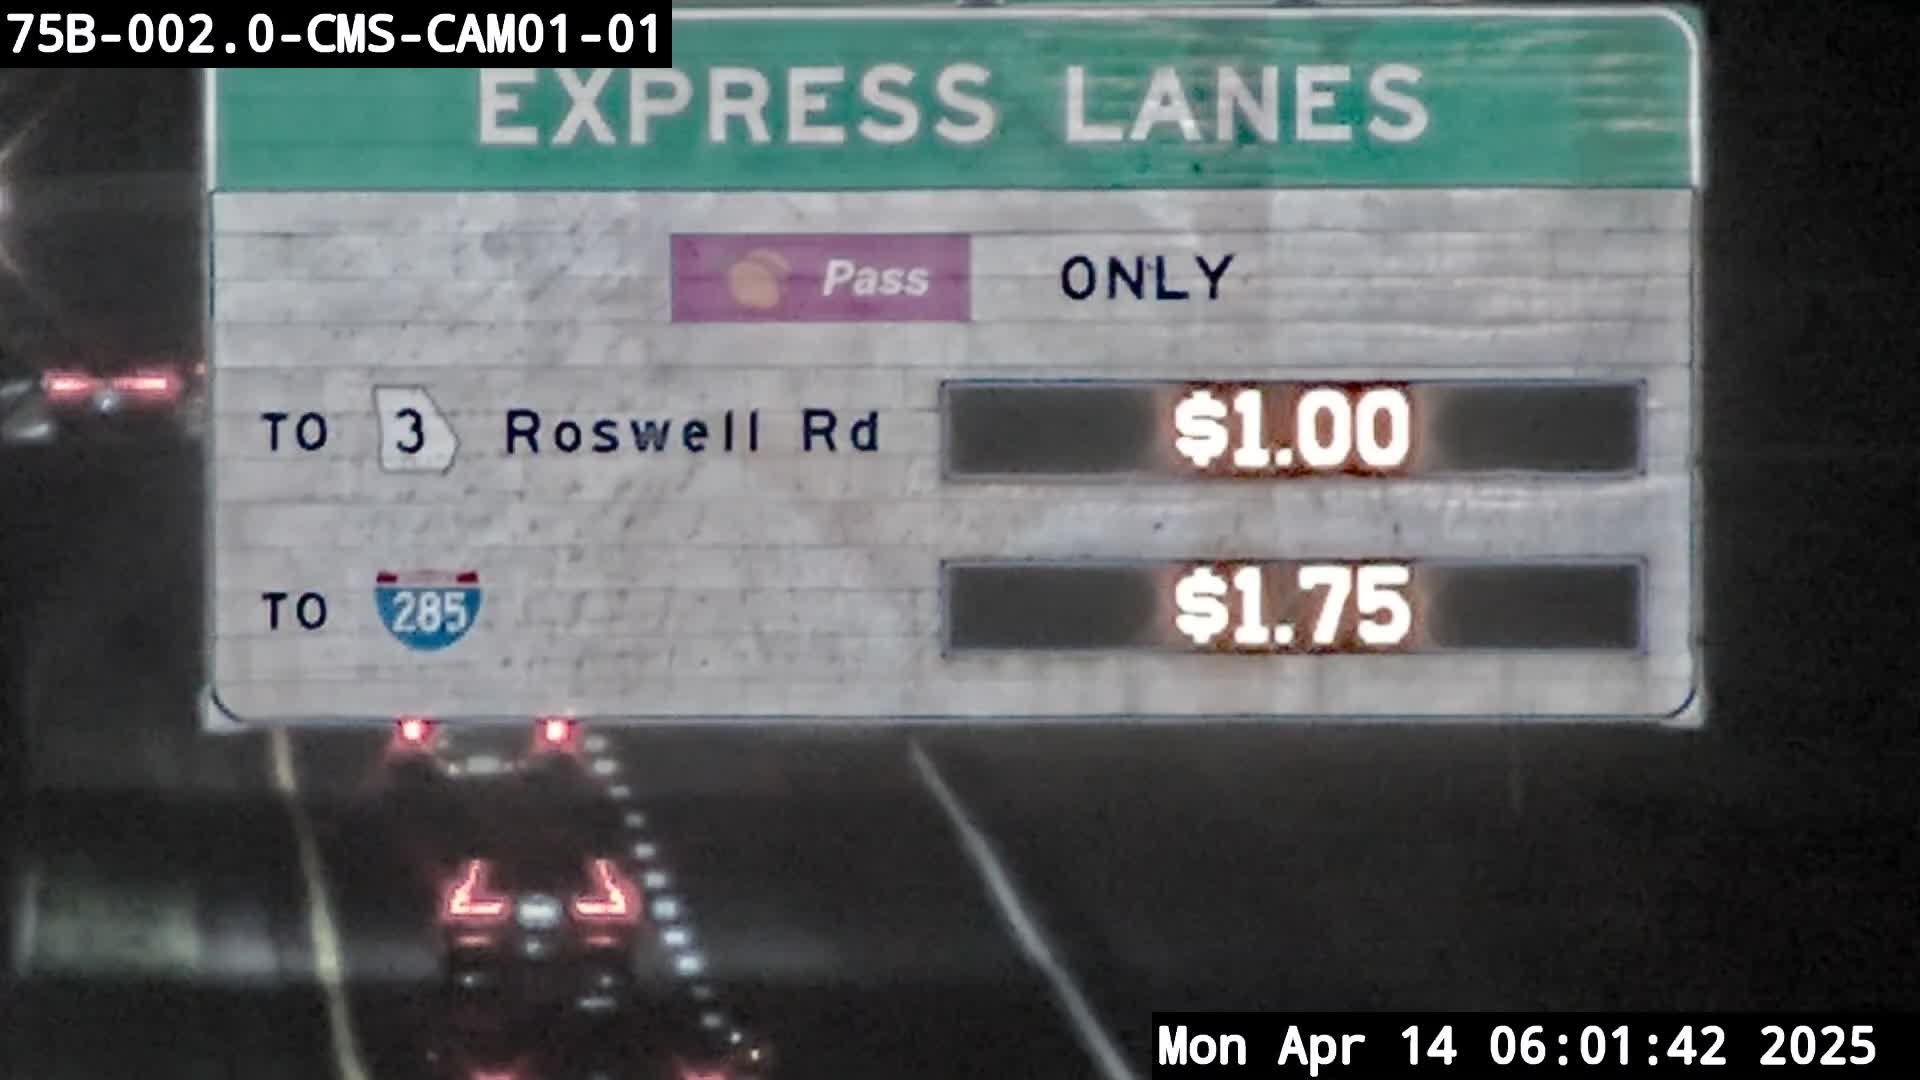 75B-002.0-CMS-CAM01-01
EXPRESS LANES
Pass ONLY
TO 3 Roswell Rd $1.00
TO 285 $1.75
Mon Apr 14 06:01:42 2025